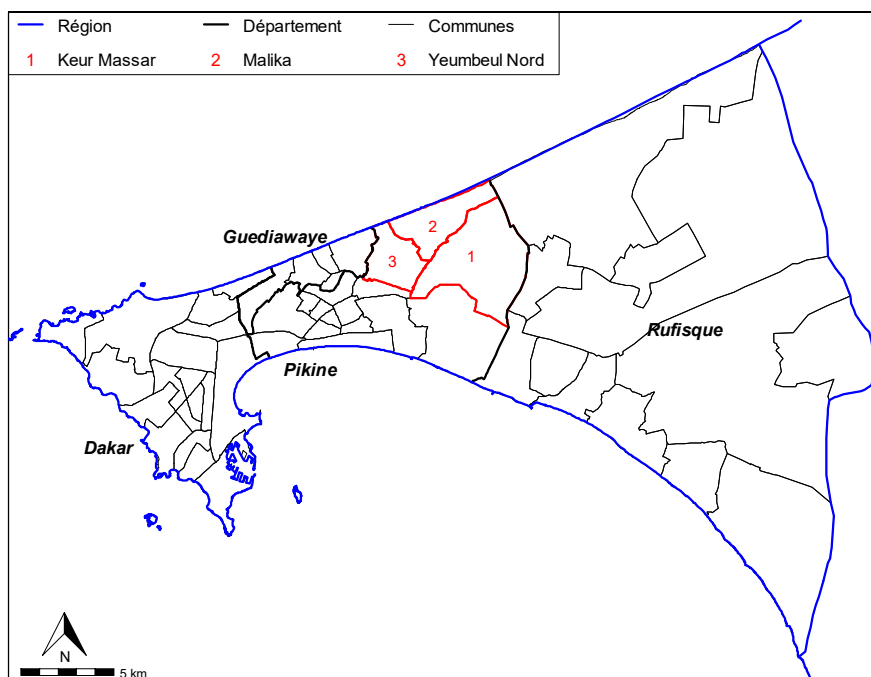 Région Département Communes
1 Keur Massar 2 Malika 3 Yeumbeul Nord
2
Guediawaye
1
3
Rufisque
Pikine
Dakar
N
5 km